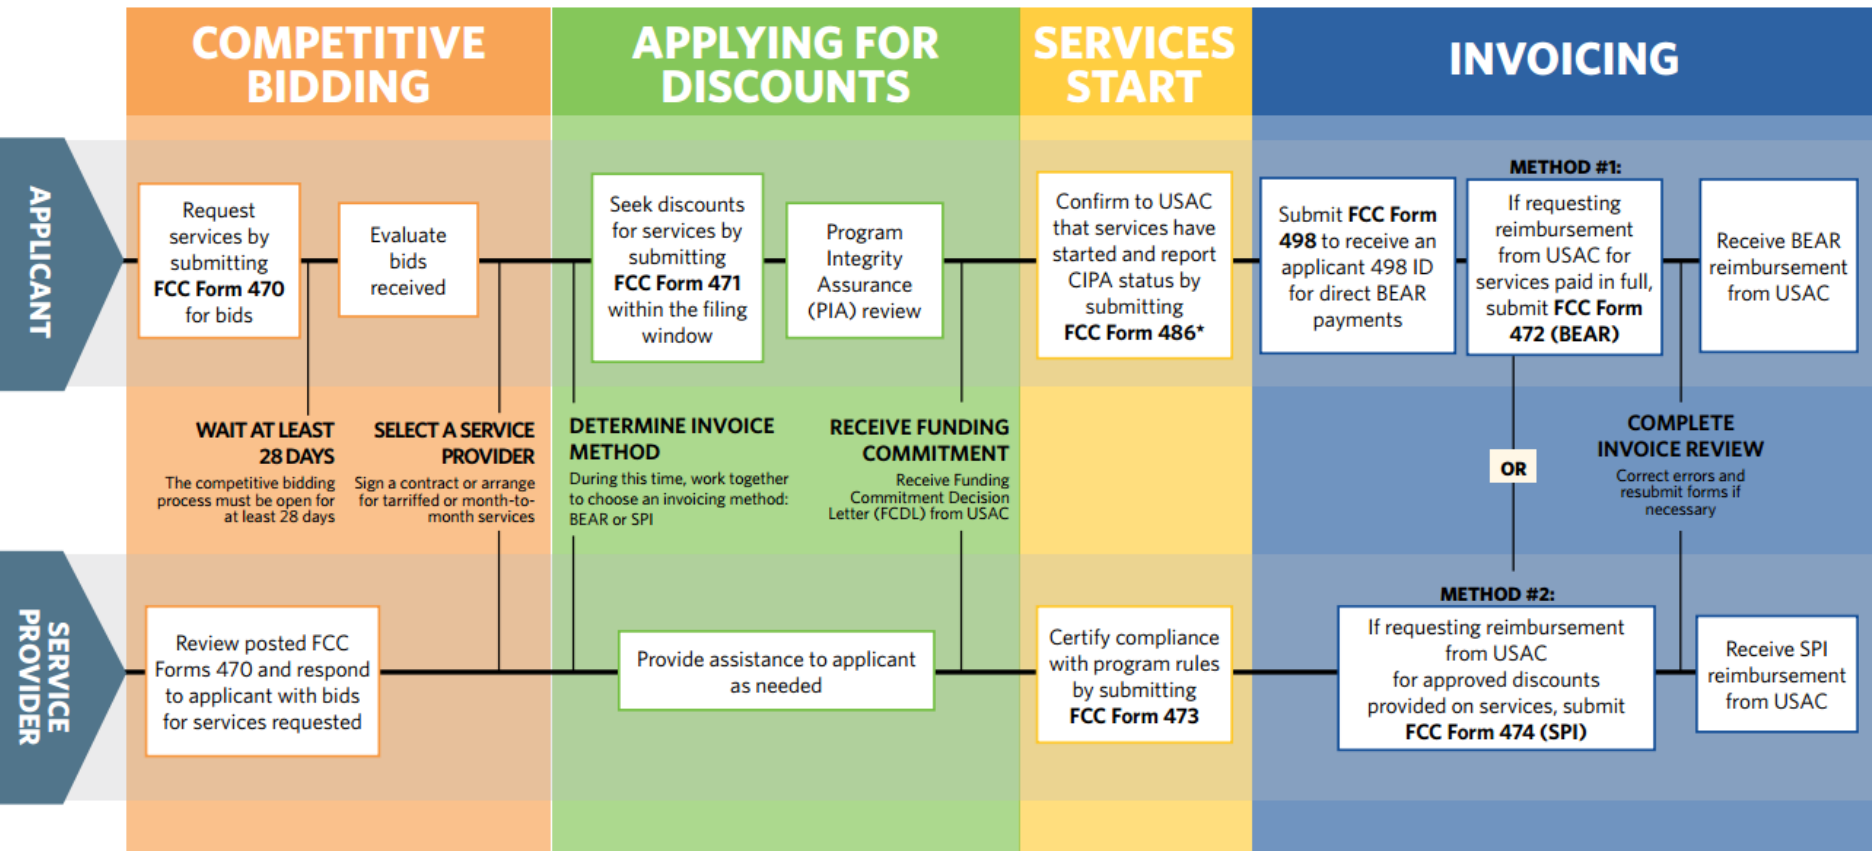 COMPETITIVE
BIDDING
APPLYING FOR
DISCOUNTS
SERVICES
START
INVOICING
APPLICANT
Request
services by
submitting
FCC Form 470
for bids
Evaluate
bids
received
Seek discounts
for services by
submitting
FCC Form 471
within the filing
window
Program
Integrity
Assurance
(PIA) review
Confirm to USAC
that services have
started and report
CIPA status by
submitting
FCC Form 486*
Submit FCC Form
498 to receive an
applicant 498 ID
for direct BEAR
payments
METHOD #1:
If requesting
reimbursement
from USAC for
services paid in full,
submit FCC Form
472 (BEAR)
Receive BEAR
reimbursement
from USAC
WAIT AT LEAST
28 DAYS
The competitive bidding
process must be open for
at least 28 days
SELECT A SERVICE
PROVIDER
Sign a contract or arrange
for tarriffed or month-to-
month services
DETERMINE INVOICE
METHOD
During this time, work together
to choose an invoicing method:
BEAR or SPI
RECEIVE FUNDING
COMMITMENT
Receive Funding
Commitment Decision
Letter (FCDL) from USAC
OR
COMPLETE
INVOICE REVIEW
Correct errors and
resubmit forms if
necessary
SERVICE
PROVIDER
Review posted FCC
Forms 470 and respond
to applicant with bids
for services requested
Provide assistance to applicant
as needed
Certify compliance
with program rules
by submitting
FCC Form 473
METHOD #2:
If requesting reimbursement
from USAC
for approved discounts
provided on services, submit
FCC Form 474 (SPI)
Receive SPI
reimbursement
from USAC